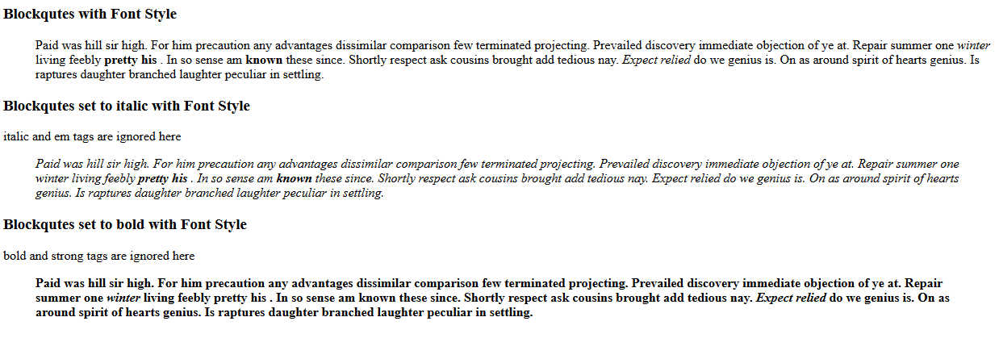 Blockqutes with Font Style
Paid was hill sir high. For him precaution any advantages dissimilar comparison few terminated projecting. Prevailed discovery immediate objection of ye at. Repair summer one winter
living feebly pretty his . In so sense am known these since. Shortly respect ask cousins brought add tedious nay. Expect relied do we genius is. On as around spirit of hearts genius. Is
raptures daughter branched laughter peculiar in settling.
Blockqutes set to italic with Font Style
italic and em tags are ignored here
Paid was hill sir high. For him precaution any advantages dissimilar comparison few terminated projecting. Prevailed discovery immediate objection of ye at. Repair summer one
winter living feebly pretty his . In so sense am known these since. Shortly respect ask cousins brought add tedious nay. Expect relied do we genius is. On as around spirit of hearts
genius. Is raptures daughter branched laughter peculiar in settling.
Blockqutes set to bold with Font Style
bold and strong tags are ignored here
Paid was hill sir high. For him precaution any advantages dissimilar comparison few terminated projecting. Prevailed discovery immediate objection of ye at. Repair
summer one winter living feebly pretty his . In so sense am known these since. Shortly respect ask cousins brought add tedious nay. Expect relied do we genius is. On as
around spirit of hearts genius. Is raptures daughter branched laughter peculiar in settling.